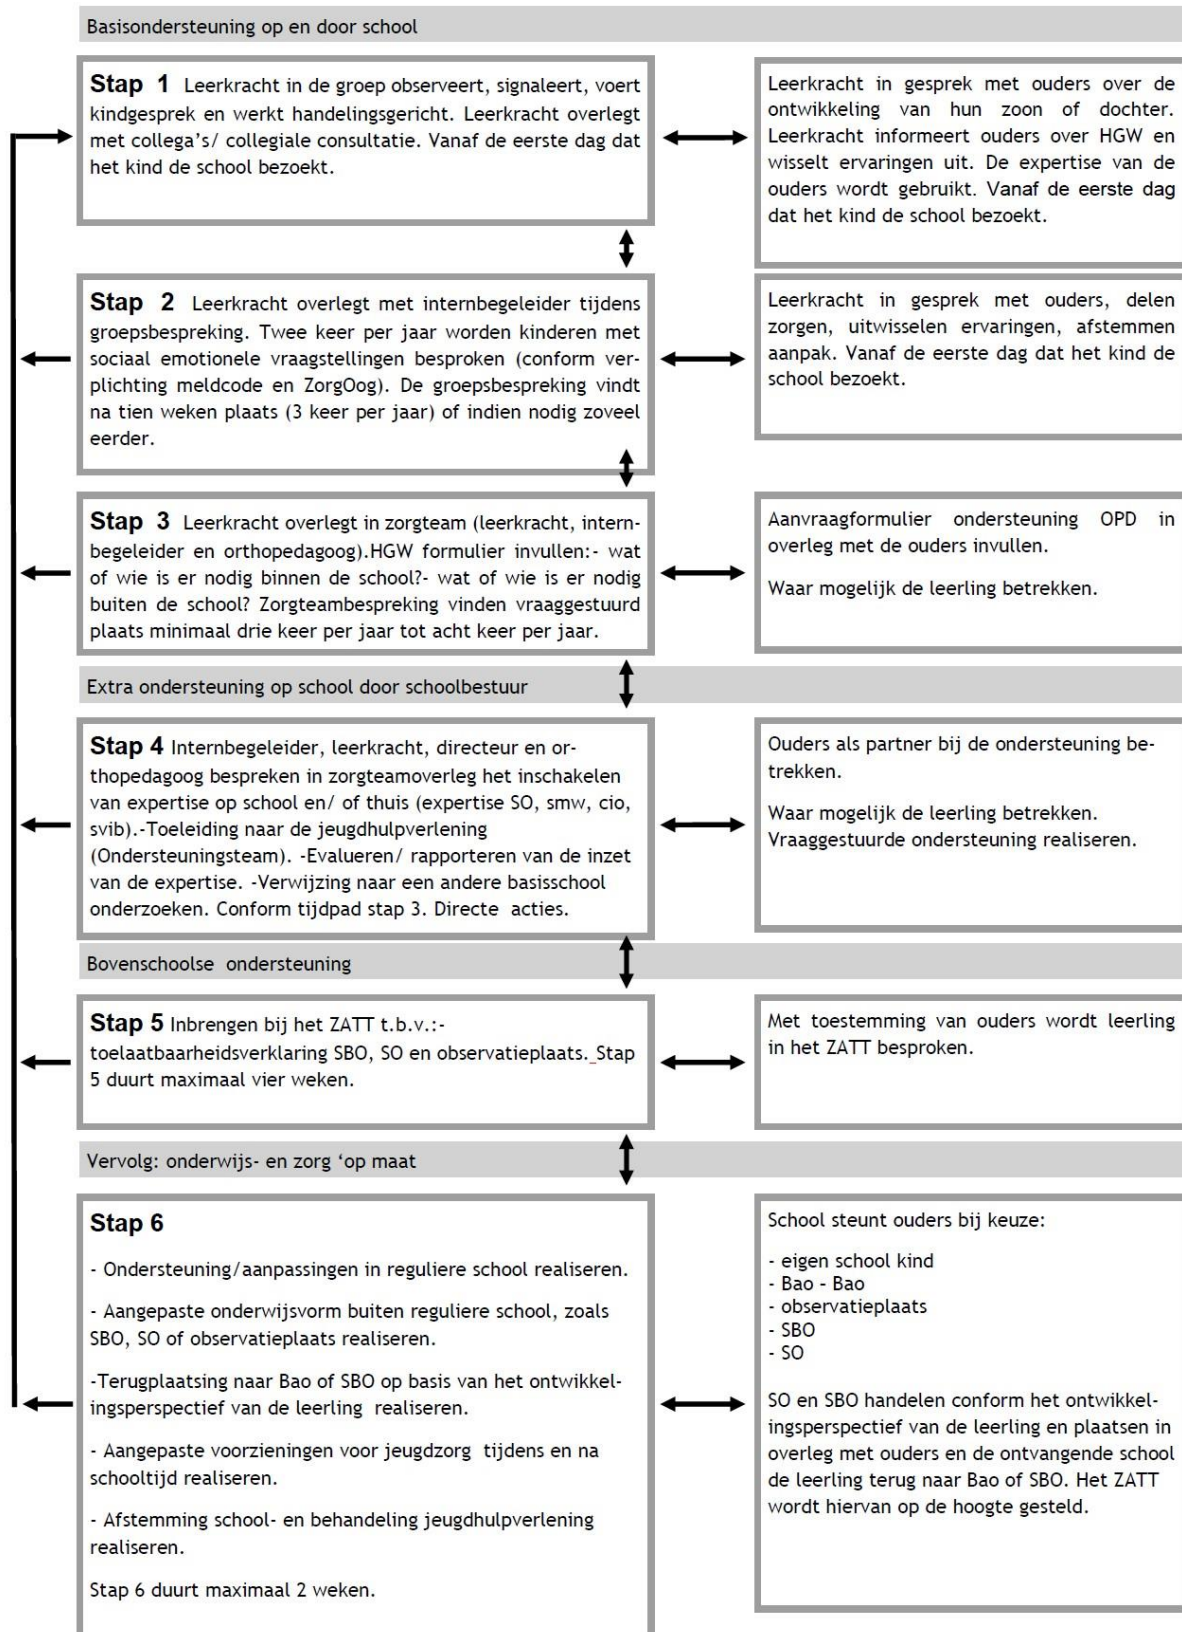 Basisondersteuning op en door school
Stap 1 Leerkracht in de groep observeert, signaleert, voert
kindgesprek en werkt handelingsgericht. Leerkracht overlegt
met collega's/ collegiale consultatie. Vanaf de eerste dag dat
het kind de school bezoekt.
Leerkracht in gesprek met ouders over de
ontwikkeling van hun zoon of dochter.
Leerkracht informeert ouders over HGW en
wisselt ervaringen uit. De expertise van de
ouders wordt gebruikt. Vanaf de eerste dag
dat het kind de school bezoekt.
Stap 2 Leerkracht overlegt met internbegeleider tijdens
groepsbespreking. Twee keer per jaar worden kinderen met
sociaal emotionele vraagstellingen besproken (conform ver-
plichting meldcode en ZorgOog). De groepsbespreking vindt
na tien weken plaats (3 keer per jaar) of indien nodig zoveel
eerder.
Leerkracht in gesprek met ouders, delen
zorgen, uitwisselen ervaringen, afstemmen
aanpak. Vanaf de eerste dag dat het kind de
school bezoekt.
Stap 3 Leerkracht overlegt in zorgteam (leerkracht, intern-
begeleider en orthopedagoog).HGW formulier invullen:- wat
of wie is er nodig binnen de school?- wat of wie is er nodig
buiten de school? Zorgteambespreking vinden vraaggestuurd
plaats minimaal drie keer per jaar tot acht keer per jaar.
Aanvraagformulier ondersteuning OPD in
overleg met de ouders invullen.
Waar mogelijk de leerling betrekken.
Extra ondersteuning op school door schoolbestuur
Stap 4 Internbegeleider, leerkracht, directeur en or-
thopedagoog bespreken in zorgteamoverleg het inschakelen
van expertise op school en/ of thuis (expertise SO, smw, cio,
svib).-Toeleiding naar de jeugdhulpverlening
(Ondersteuningsteam). -Evalueren/ rapporteren van de inzet
van de expertise. -Verwijzing naar een andere basisschool
onderzoeken. Conform tijdpad stap 3. Directe acties.
Ouders als partner bij de ondersteuning be-
trekken.
Waar mogelijk de leerling betrekken.
Vraaggestuurde ondersteuning realiseren.
Bovenschoolse ondersteuning
Stap 5 Inbrengen bij het ZATT t.b.v.:-
toelaatbaarheidsverklaring SBO, SO en observatieplaats. Stap
5 duurt maximaal vier weken.
Met toestemming van ouders wordt leerling
in het ZATT besproken.
Vervolg: onderwijs- en zorg ‘op maat
Stap 6
- Ondersteuning/aanpassingen in reguliere school realiseren.
- Aangepaste onderwijsvorm buiten reguliere school, zoals
SBO, SO of observatieplaats realiseren.
-Terugplaatsing naar Bao of SBO op basis van het ontwikkel-
ingsperspectief van de leerling realiseren.
- Aangepaste voorzieningen voor jeugdzorg tijdens en na
schooltijd realiseren.
- Afstemming school- en behandeling jeugdhulpverlening
realiseren.
Stap 6 duurt maximaal 2 weken.
School steunt ouders bij keuze:
- eigen school kind
- Bao - Bao
- observatieplaats
- SBO
- SO
SO en SBO handelen conform het ontwikkel-
ingsperspectief van de leerling en plaatsen in
overleg met ouders en de ontvangende school
de leerling terug naar Bao of SBO. Het ZATT
wordt hiervan op de hoogte gesteld.